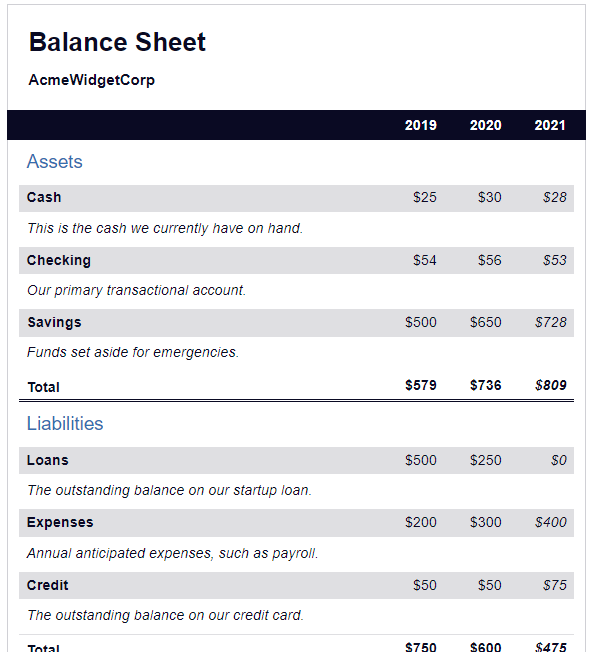 Balance Sheet
AcmeWidgetCorp
2019 2020 2021
Assets
Cash $25 $30 $28
This is the cash we currently have on hand.
Checking $54 $56 $53
Our primary transactional account.
Savings $500 $650 $728
Funds set aside for emergencies.
Total $579 $736 $809
Liabilities
Loans $500 $250 $0
The outstanding balance on our startup loan.
Expenses $200 $300 $400
Annual anticipated expenses, such as payroll.
Credit $50 $50 $75
The outstanding balance on our credit card.
Total $750 $600 $475